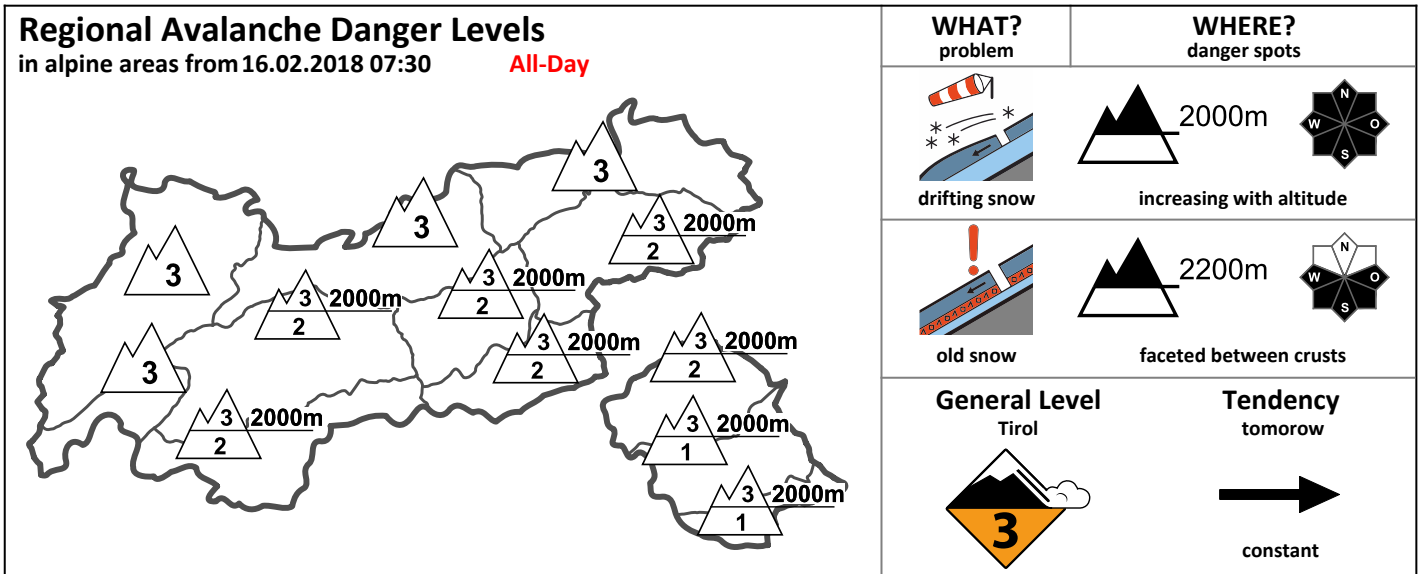 Regional Avalanche Danger Levels
in alpine areas from 16.02.2018 07:30 All-Day
3
3
3
2000m
2
3
3
2000m
2
3
2000m
2
3
3
2000m
2
3
2000m
2
3
2000m
2
3
2000m
1
3
2000m
1
WHAT?
problem
WHERE?
danger spots
2000m
N
W
O
S
drifting snow
increasing with altitude
2200m
N
W
O
S
old snow
faceted between crusts
General Level
Tirol
3
Tendency
tomorow
constant